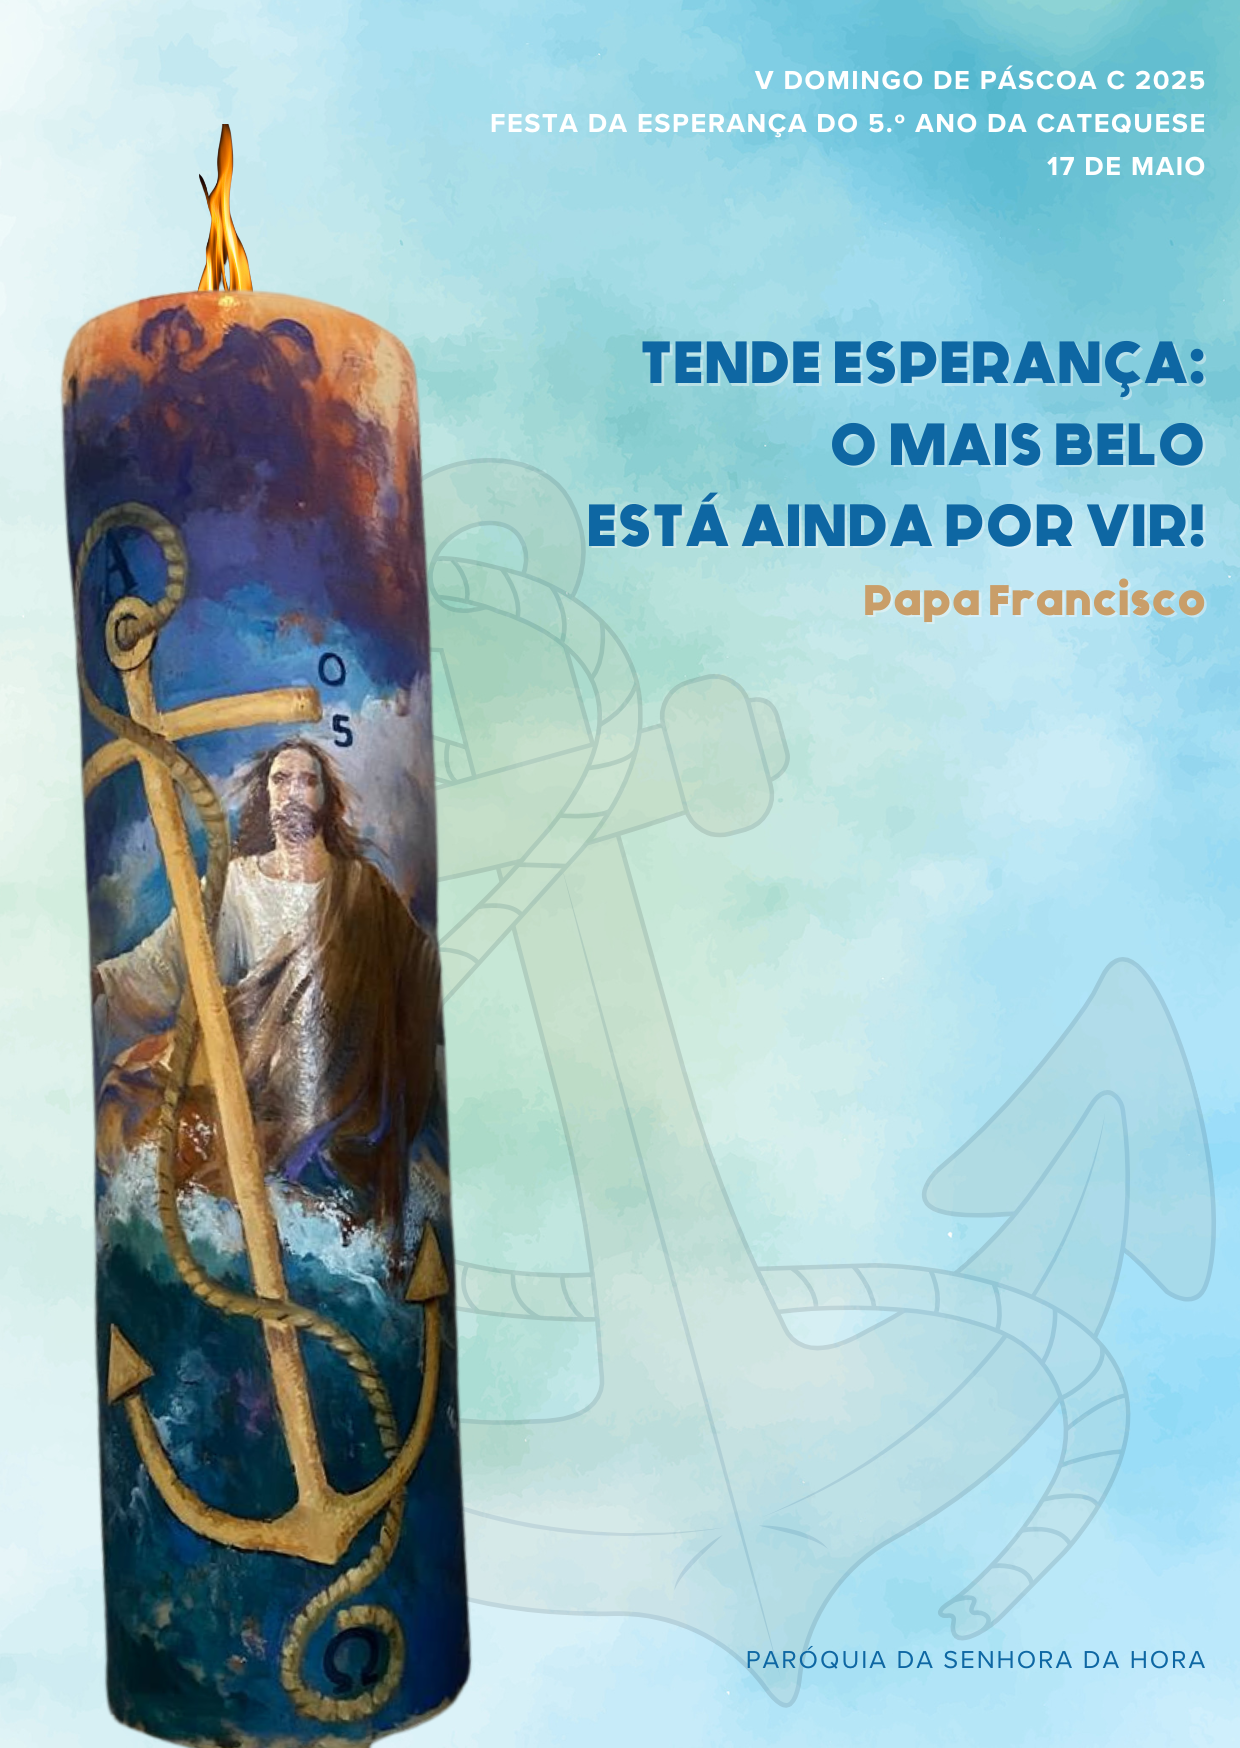 V DOMINGO DE PÁSCOA C 2025
FESTA DA ESPERANÇA DO 5.º ANO DA CATEQUESE
17 DE MAIO
TENDE ESPERANÇA:
O MAIS BELO
ESTÁ AINDA POR VIR!
Papa Francisco
A
O
5
Ω
PARÓQUIA DA SENHORA DA HORA